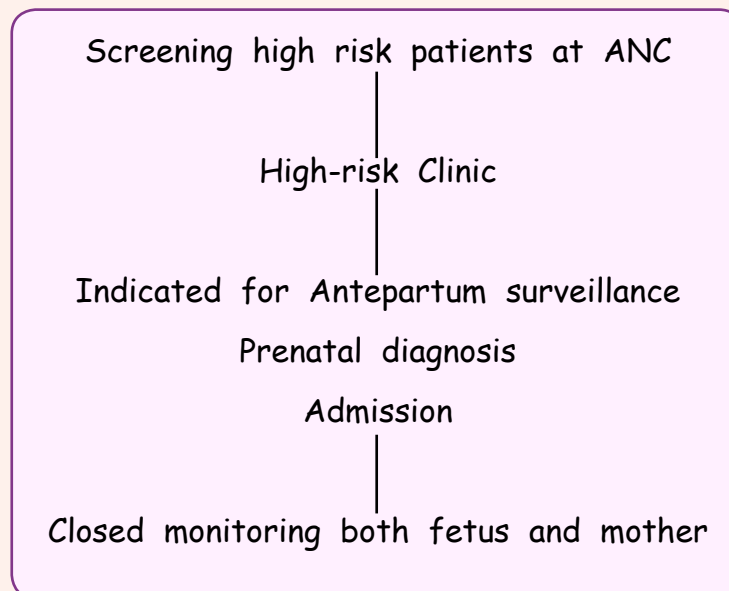 Screening high risk patients at ANC
High-risk Clinic
Indicated for Antepartum surveillance
Prenatal diagnosis
Admission
Closed monitoring both fetus and mother